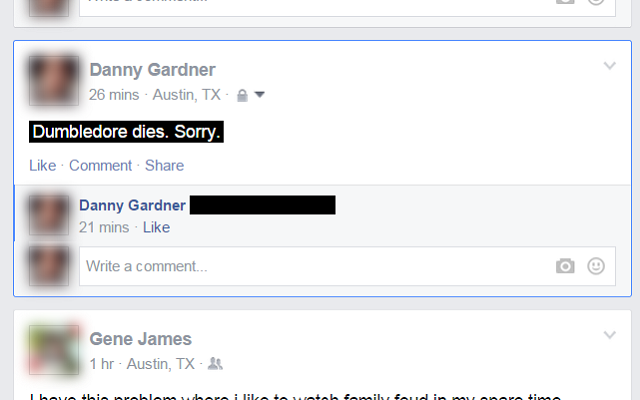 Danny Gardner
26 mins · Austin, TX ·
Dumbledore dies. Sorry.
Like · Comment · Share
Danny Gardner
21 mins · Like
Write a comment...
Gene James
1 hr · Austin, TX ·
I have this problem where i like to watch family feud in my spare time